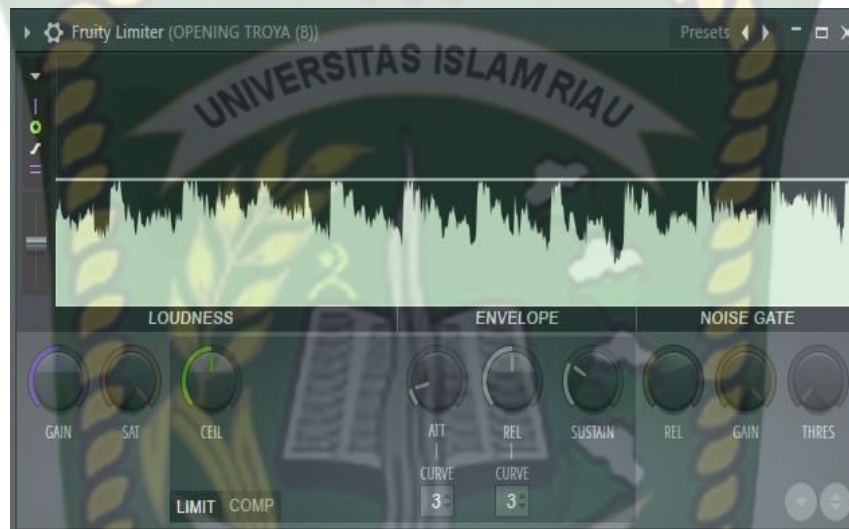 Fruity Limiter (OPENING TROYA (B)) Presets
UNIVERSITAS ISLAM RIAU
LOUDNESS ENVELOPE NOISE GATE
GAIN SAT CEIL ATT REL SUSTAIN REL GAIN THRES
CURVE CURVE
LIMIT COMP 3 3